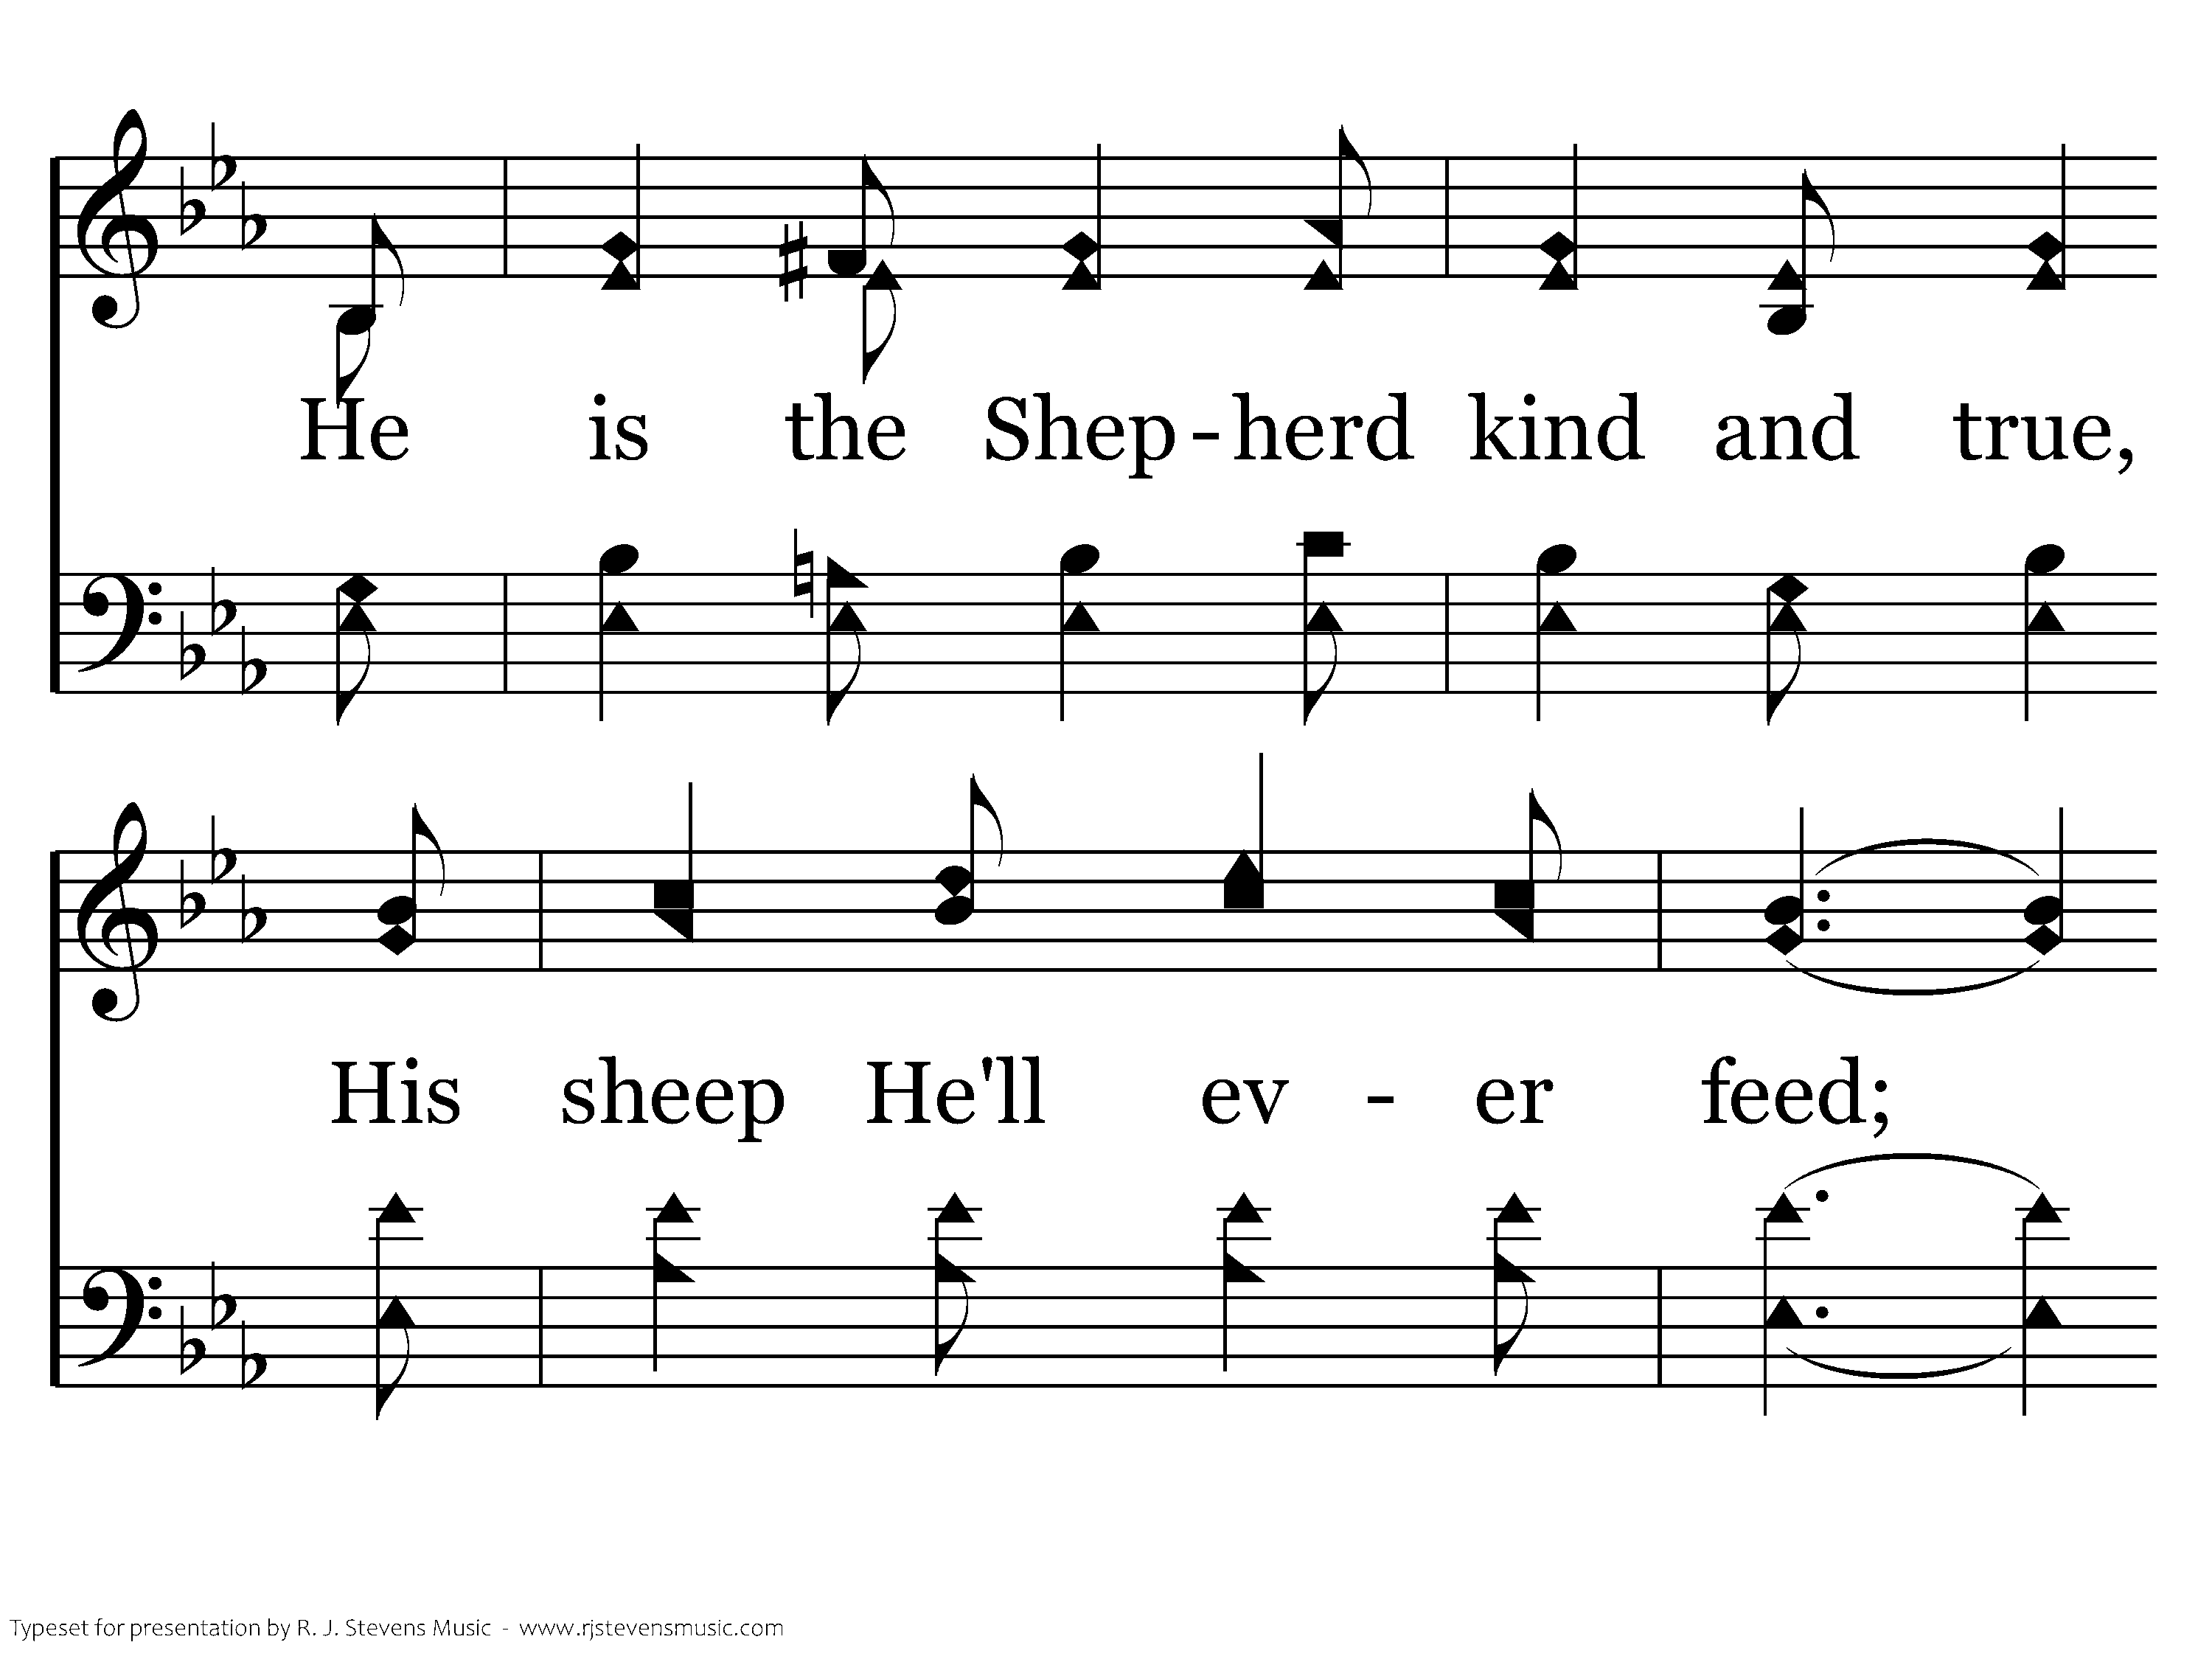 He is the Shep-herd kind and true,
His sheep He'll ev - er feed;
Typeset for presentation by R. J. Stevens Music - www.rjstevensmusic.com